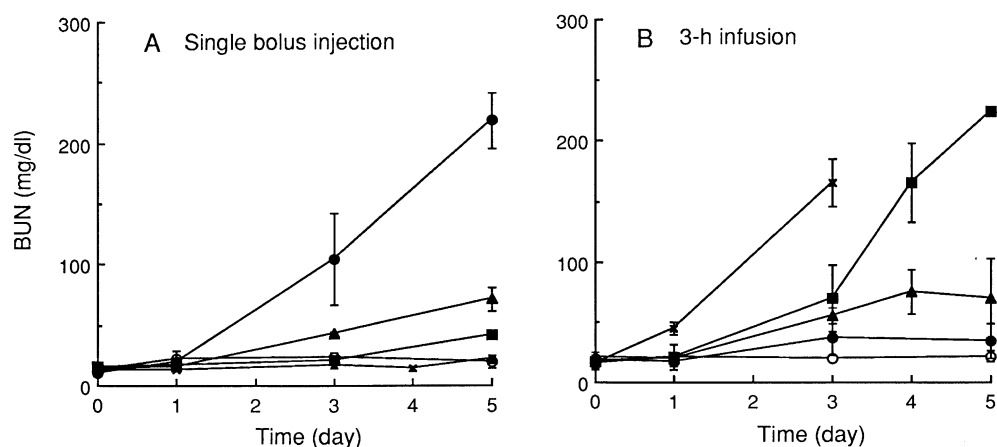 A Single bolus injection
300
200
100
0
BUN (mg/dl)
0 1 2 3 4 5
Time (day)
B 3-h infusion
300
200
100
0
0 1 2 3 4 5
Time (day)